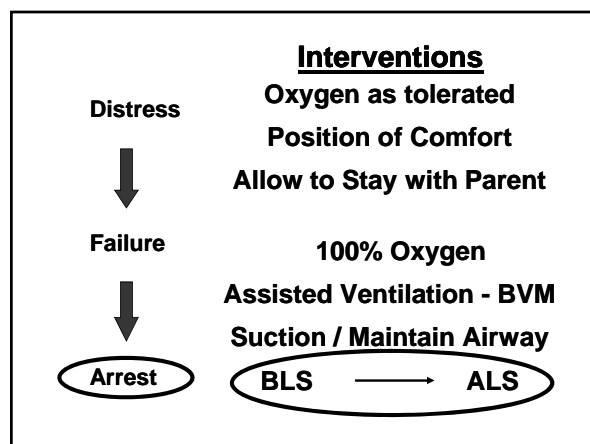 Interventions
Distress
Oxygen as tolerated
Position of Comfort
Allow to Stay with Parent
Failure
100% Oxygen
Assisted Ventilation - BVM
Suction / Maintain Airway
Arrest
BLS ALS